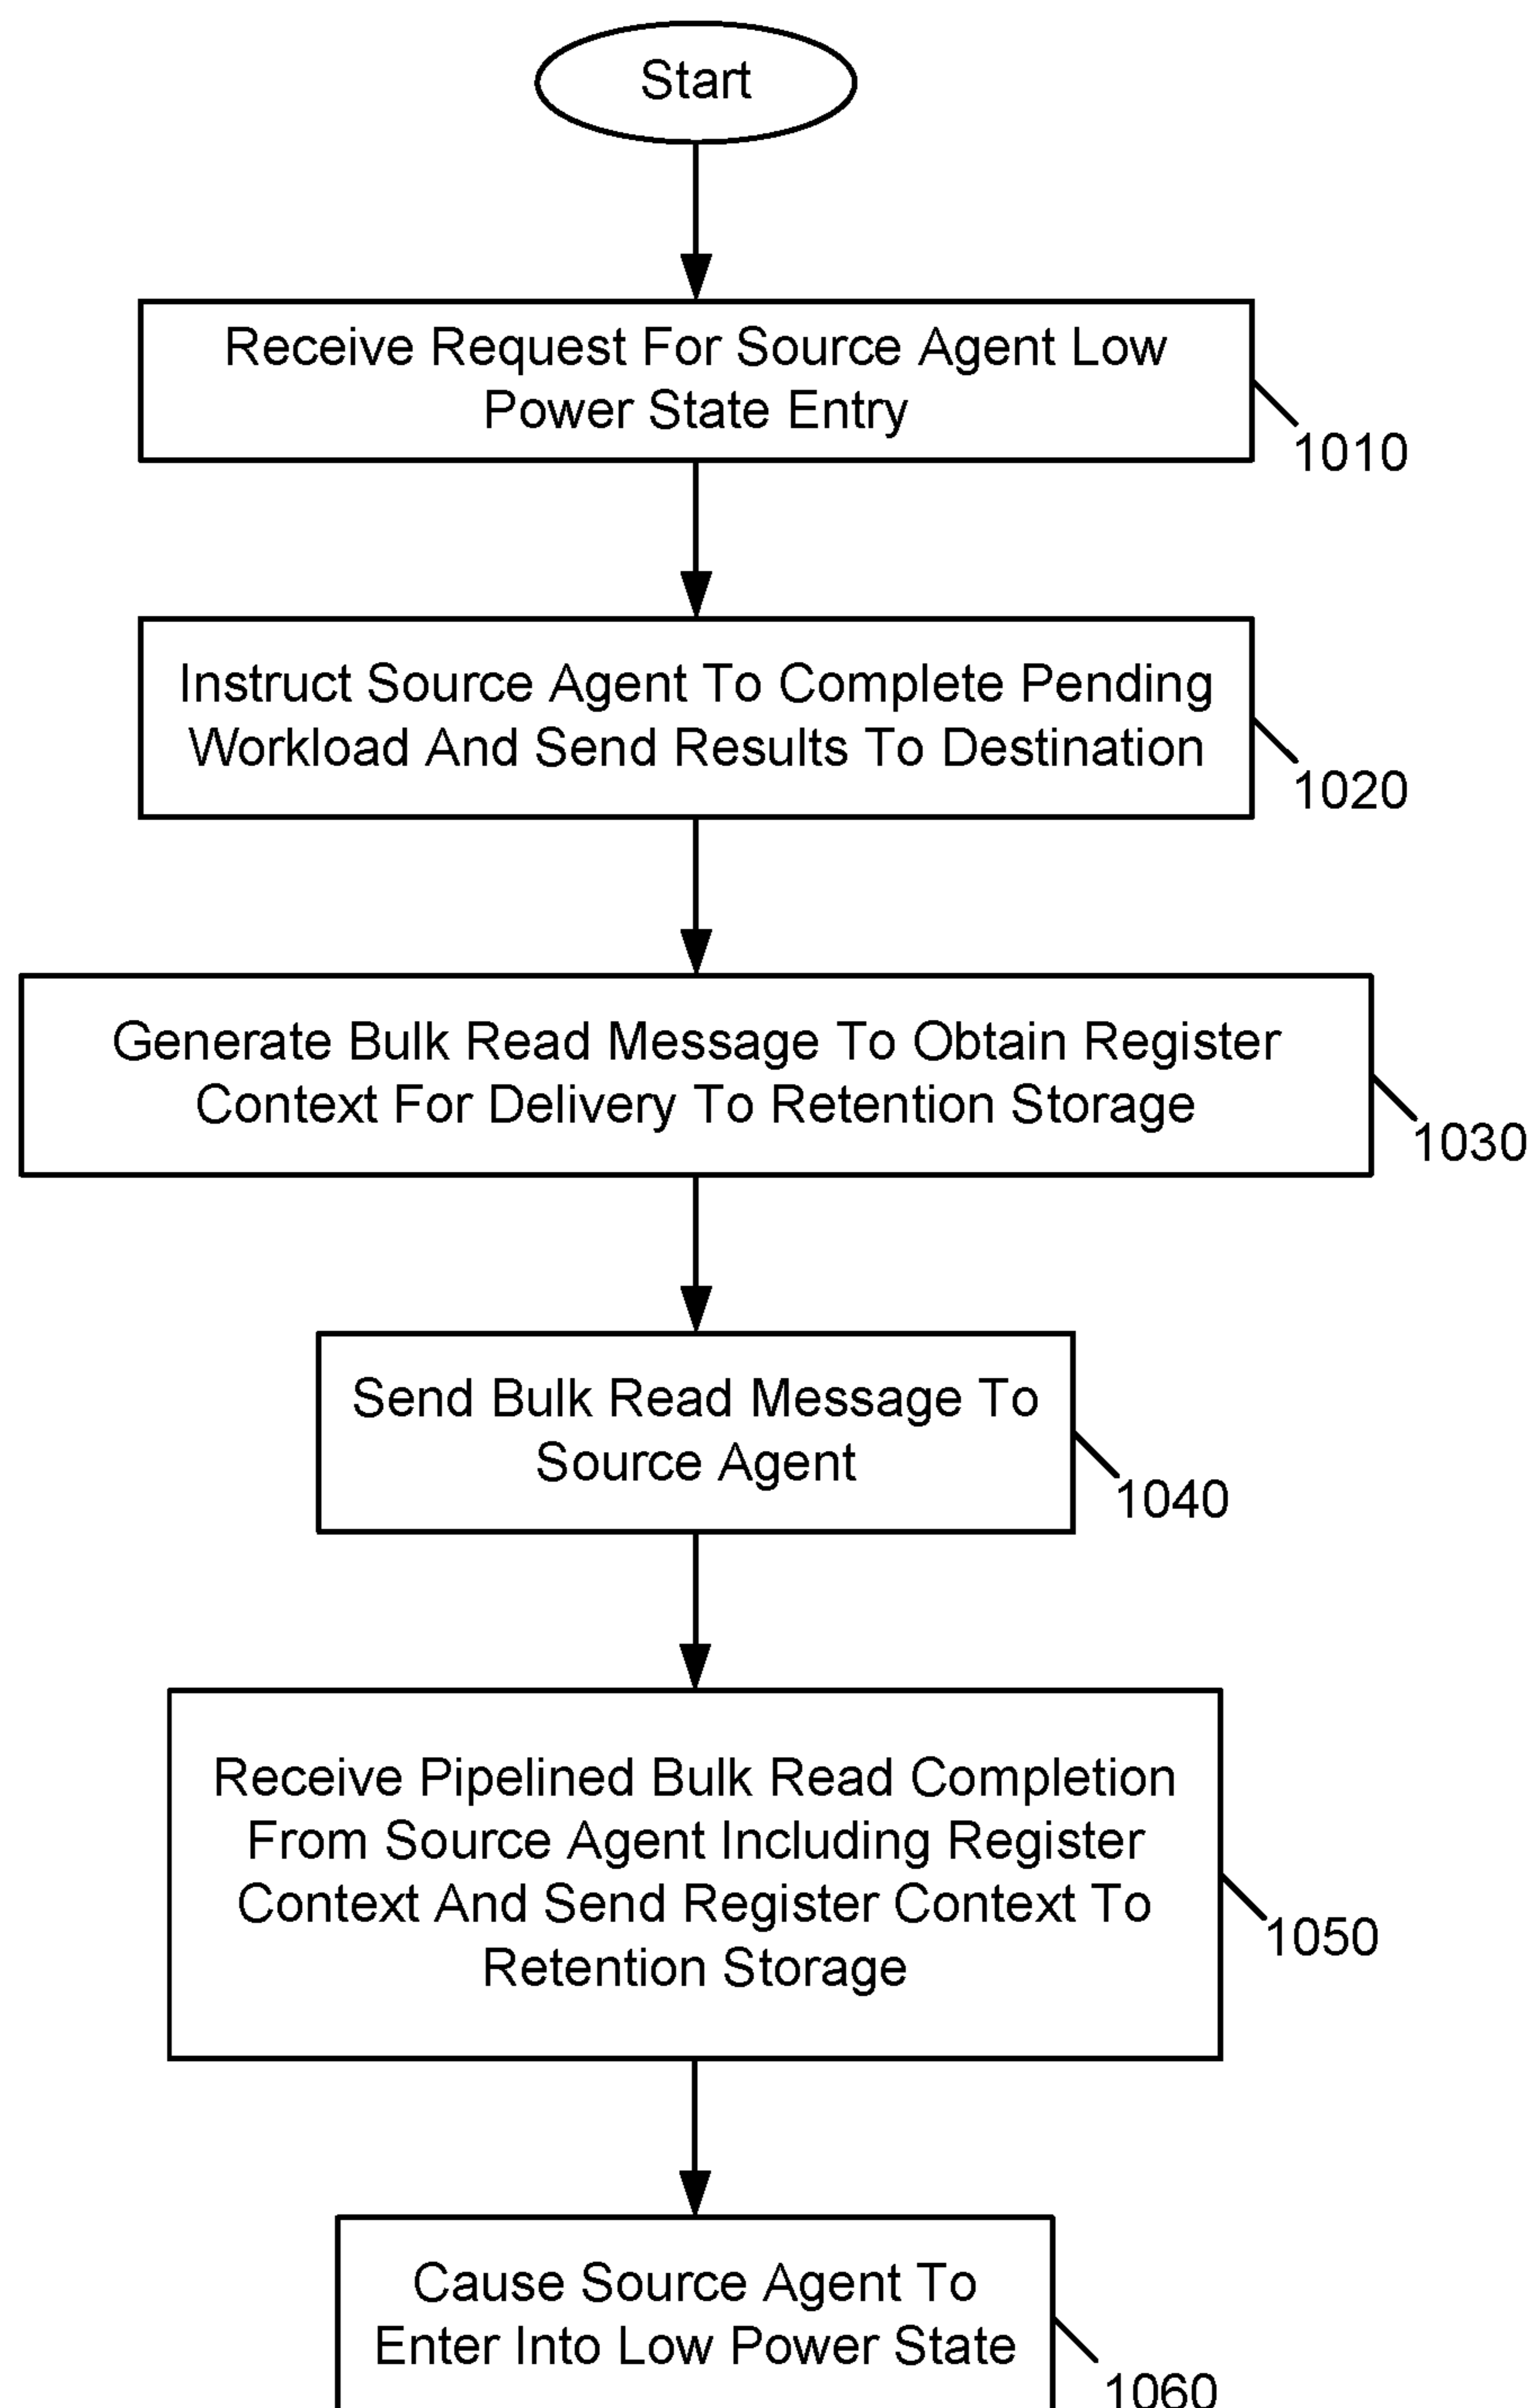 Start
Receive Request For Source Agent Low
Power State Entry
1010
Instruct Source Agent To Complete Pending
Workload And Send Results To Destination
1020
Generate Bulk Read Message To Obtain Register
Context For Delivery To Retention Storage
1030
Send Bulk Read Message To
Source Agent
1040
Receive Pipelined Bulk Read Completion
From Source Agent Including Register
Context And Send Register Context To
Retention Storage
1050
Cause Source Agent To
Enter Into Low Power State
1060